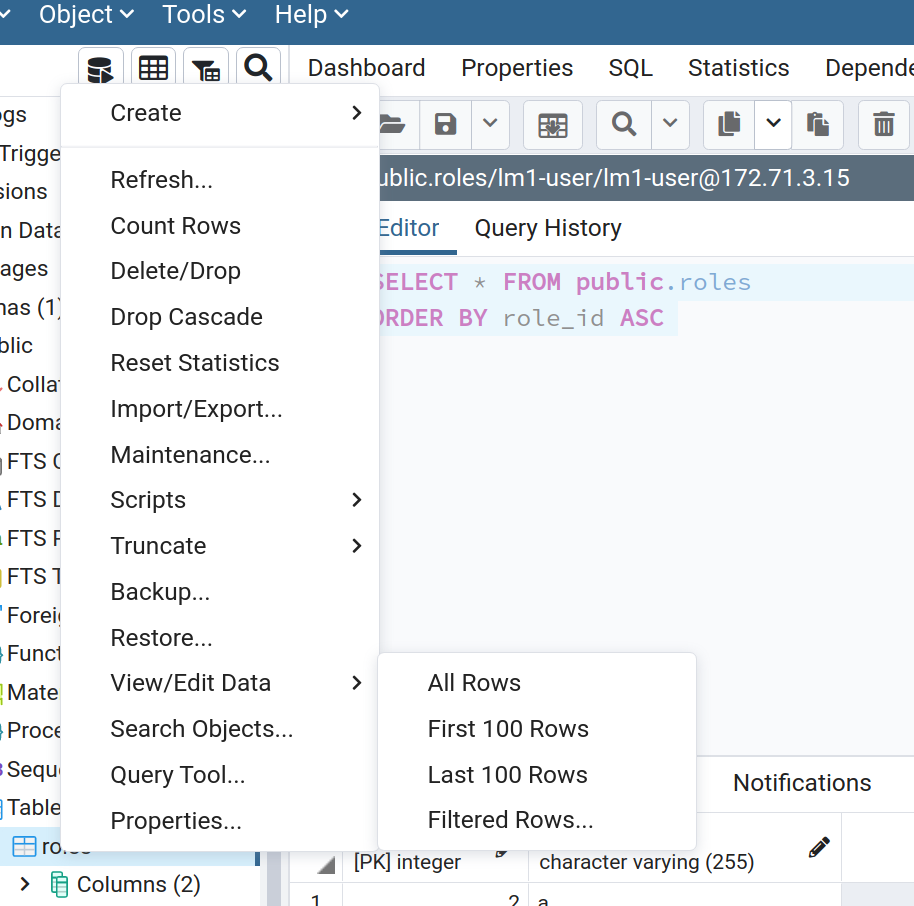 Object Tools Help
Dashboard Properties SQL Statistics
Create
Refresh...
Count Rows
Delete/Drop
Drop Cascade
Reset Statistics
Import/Export...
Maintenance...
Scripts
Truncate
Backup...
Restore...
View/Edit Data
Search Objects...
Query Tool...
Properties...
All Rows
First 100 Rows
Last 100 Rows
Filtered Rows...
ublic.roles/lm1-user/lm1-user@172.71.3.15
Editor Query History
SELECT * FROM public.roles
ORDER BY role_id ASC
Notifications
[PK] integer
character varying (255)
1 2 a
gs
Trigge
sions
n Data
ages
nas (1)
blic
Colla
Doma
FTS C
FTS D
FTS P
FTS T
Foreig
Funct
Mate
Proce
Sequ
Table
roles
Columns (2)